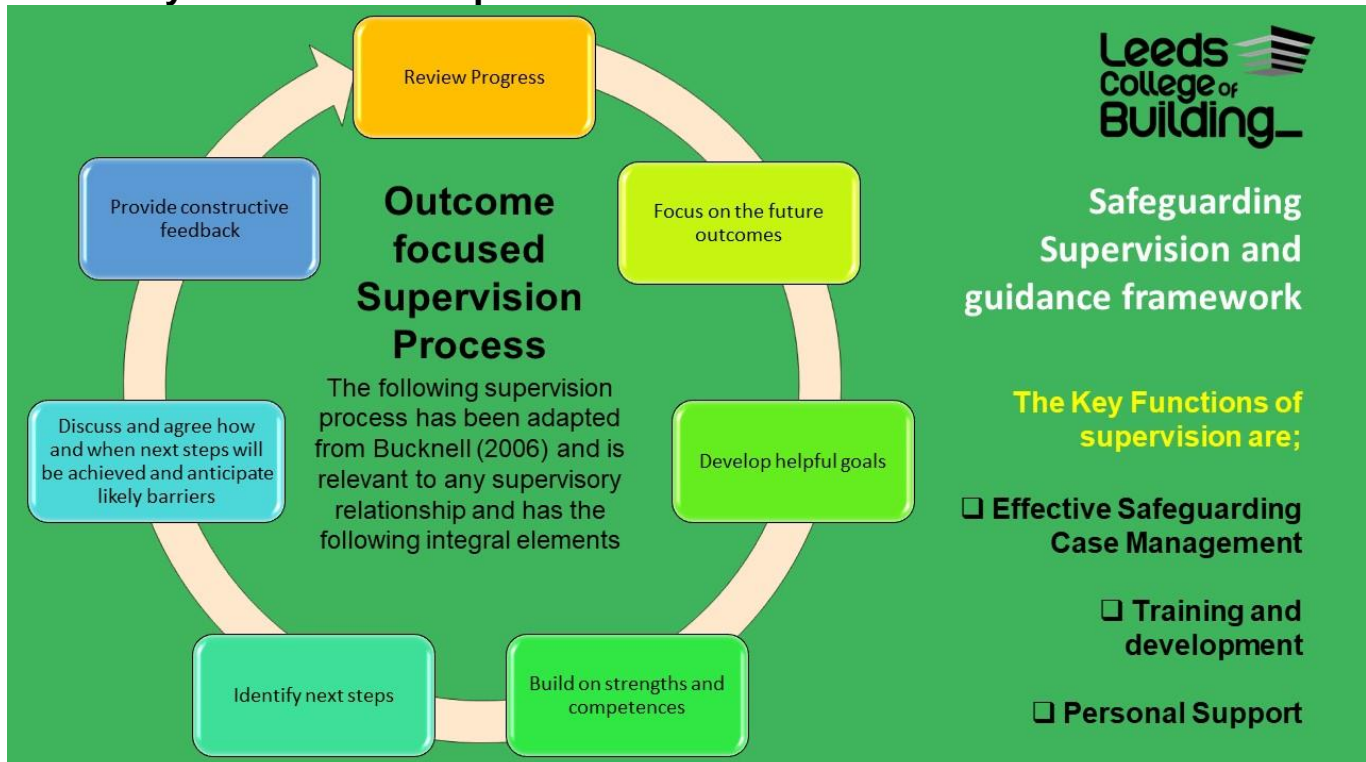 Review Progress
Focus on the future
outcomes
Develop helpful goals
Build on strengths and
competences
Identify next steps
Discuss and agree how
and when next steps will
be achieved and anticipate
likely barriers
Provide constructive
feedback
Outcome
focused
Supervision
Process
The following supervision
process has been adapted
from Bucknell (2006) and is
relevant to any supervisory
relationship and has the
following integral elements
Leeds
College of
Building_
Safeguarding
Supervision and
guidance framework
The Key Functions of
supervision are;
❑ Effective Safeguarding
Case Management
❑ Training and
development
❑ Personal Support